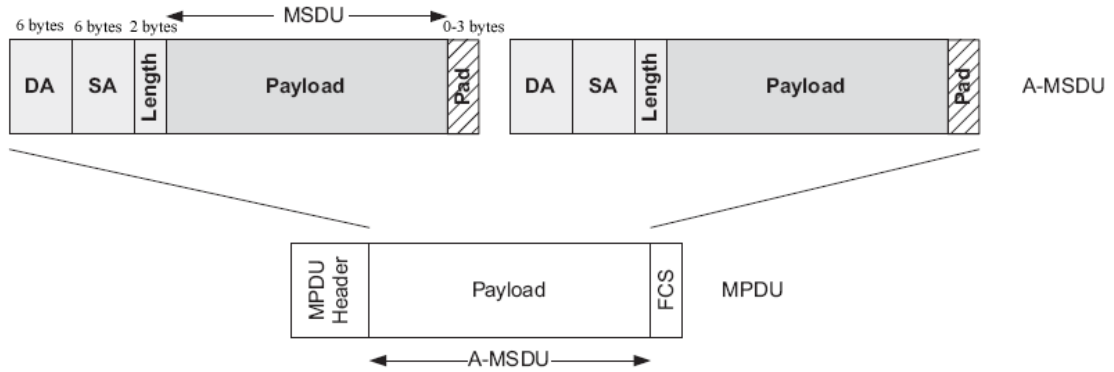 6 bytes 6 bytes 2 bytes MSDU 0-3 bytes
DA SA Length Payload Pad DA SA Length Payload Pad A-MSDU
MPDU Header Payload FCS MPDU
A-MSDU